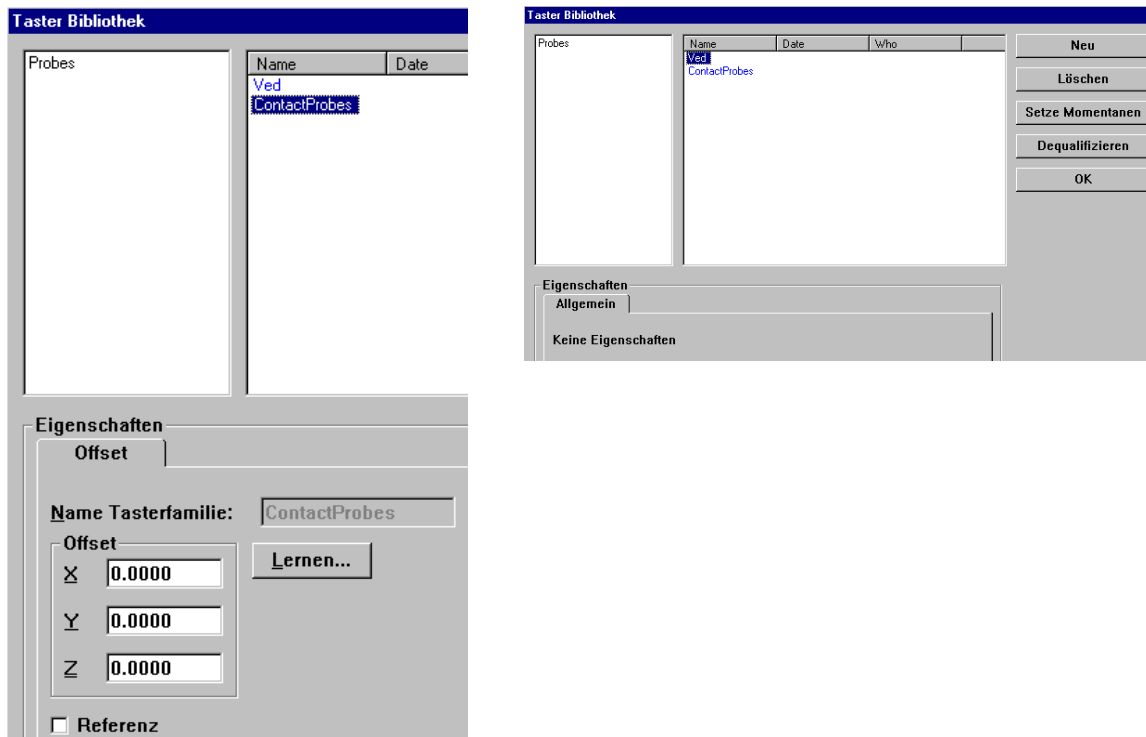 Taster Bibliothek
Probes
Name Date
Ved
ContactProbes
Eigenschaften
Offset
Name Tasterfamilie: ContactProbes
Offset
Lernen...
X 0.0000
Y 0.0000
Z 0.0000
Referenz
Taster Bibliothek
Probes
Name Date Who
Ved
ContactProbes
Neu
Löschen
Setze Momentanen
Dequalifizieren
OK
Eigenschaften
Allgemein
Keine Eigenschaften